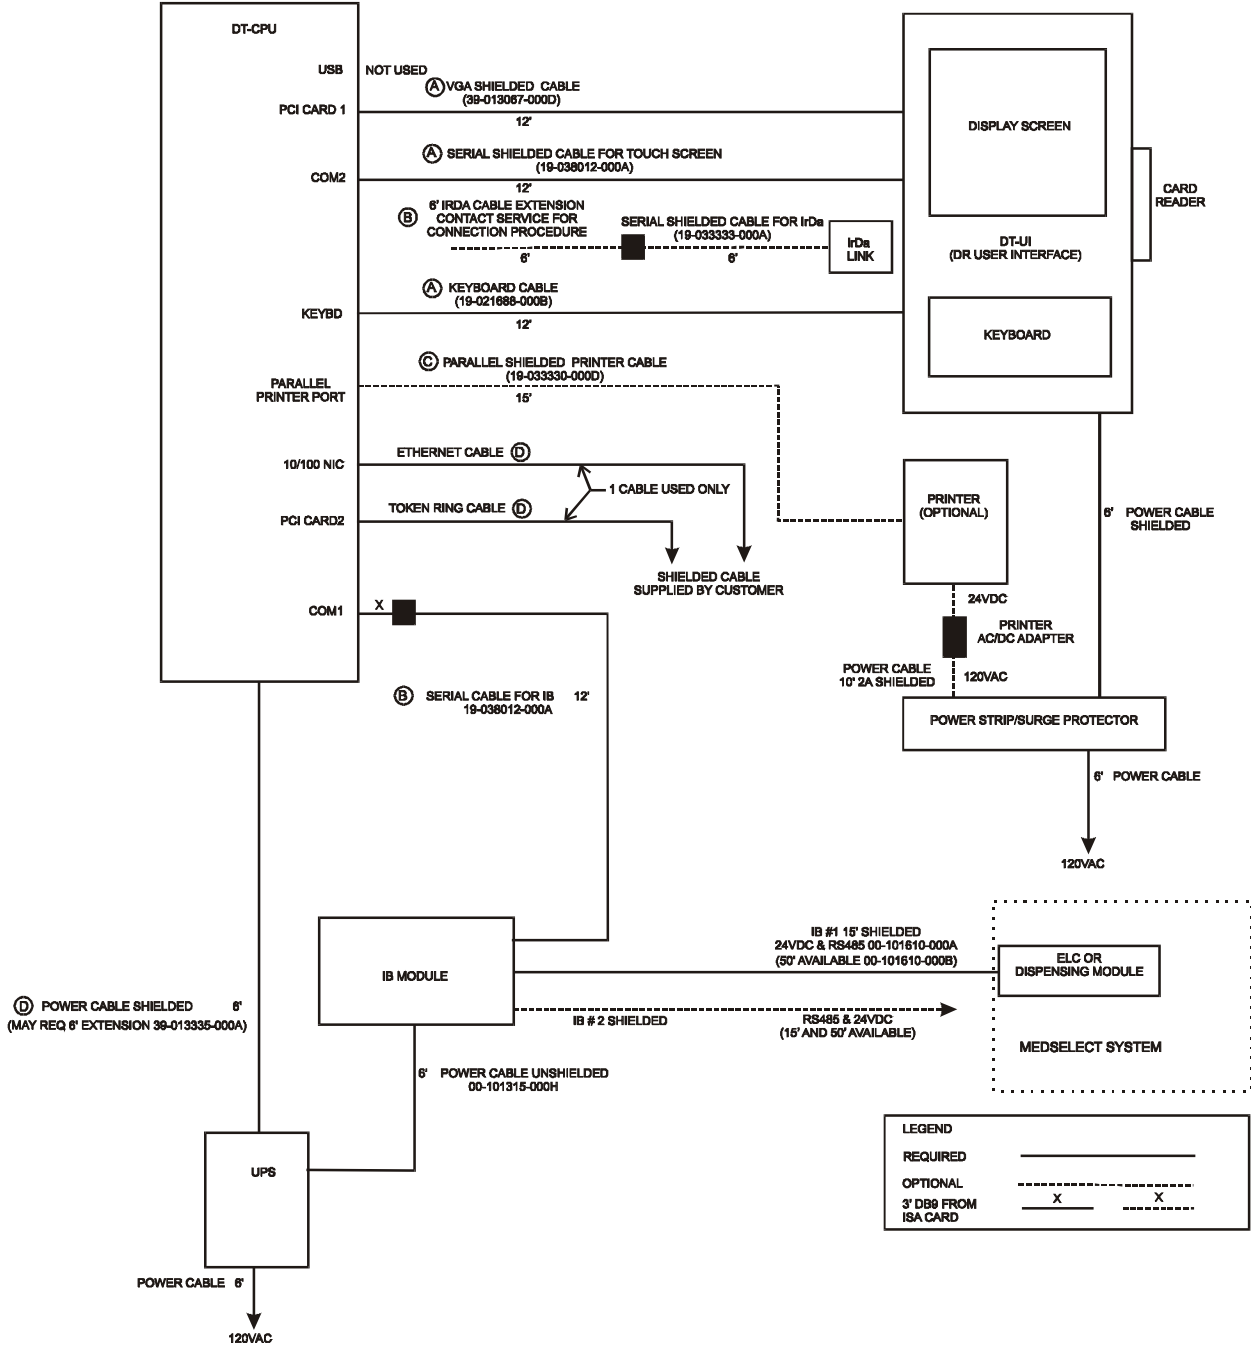 DT-CPU
USB NOT USED
Ⓐ VGA SHIELDED CABLE
(39-013067-000D)
PCI CARD 1
12'
Ⓐ SERIAL SHIELDED CABLE FOR TOUCH SCREEN
(19-038012-000A)
COM2
12'
Ⓑ 6' IRDA CABLE EXTENSION
CONTACT SERVICE FOR
CONNECTION PROCEDURE
6'
SERIAL SHIELDED CABLE FOR IrDa
(19-033333-000A)
6'
IrDa
LINK
Ⓐ KEYBOARD CABLE
(19-021688-000B)
KEYBD
12'
DISPLAY SCREEN
CARD
READER
DT-UI
(DR USER INTERFACE)
KEYBOARD
Ⓒ PARALLEL SHIELDED PRINTER CABLE
(19-033330-000D)
PARALLEL
PRINTER PORT
15'
ETHERNET CABLE Ⓓ
10/100 NIC
1 CABLE USED ONLY
TOKEN RING CABLE Ⓓ
PCI CARD2
SHIELDED CABLE
SUPPLIED BY CUSTOMER
PRINTER
(OPTIONAL)
6' POWER CABLE
SHIELDED
24VDC
PRINTER
AC/DC ADAPTER
POWER CABLE
10' 2A SHIELDED
120VAC
POWER STRIP/SURGE PROTECTOR
6' POWER CABLE
120VAC
COM1
X
Ⓑ SERIAL CABLE FOR IB 12'
19-038012-000A
IB MODULE
IB #1 15' SHIELDED
24VDC & RS485 00-101610-000A
(50' AVAILABLE 00-101610-000B)
ELC OR
DISPENSING MODULE
IB # 2 SHIELDED
RS485 & 24VDC
(15' AND 50' AVAILABLE)
MEDSELECT SYSTEM
Ⓓ POWER CABLE SHIELDED 6'
(MAY REQ 6' EXTENSION 39-013335-000A)
6' POWER CABLE UNSHIELDED
00-101315-000H
UPS
POWER CABLE 6'
120VAC
LEGEND
REQUIRED
OPTIONAL
3' DB9 FROM
ISA CARD
X
X